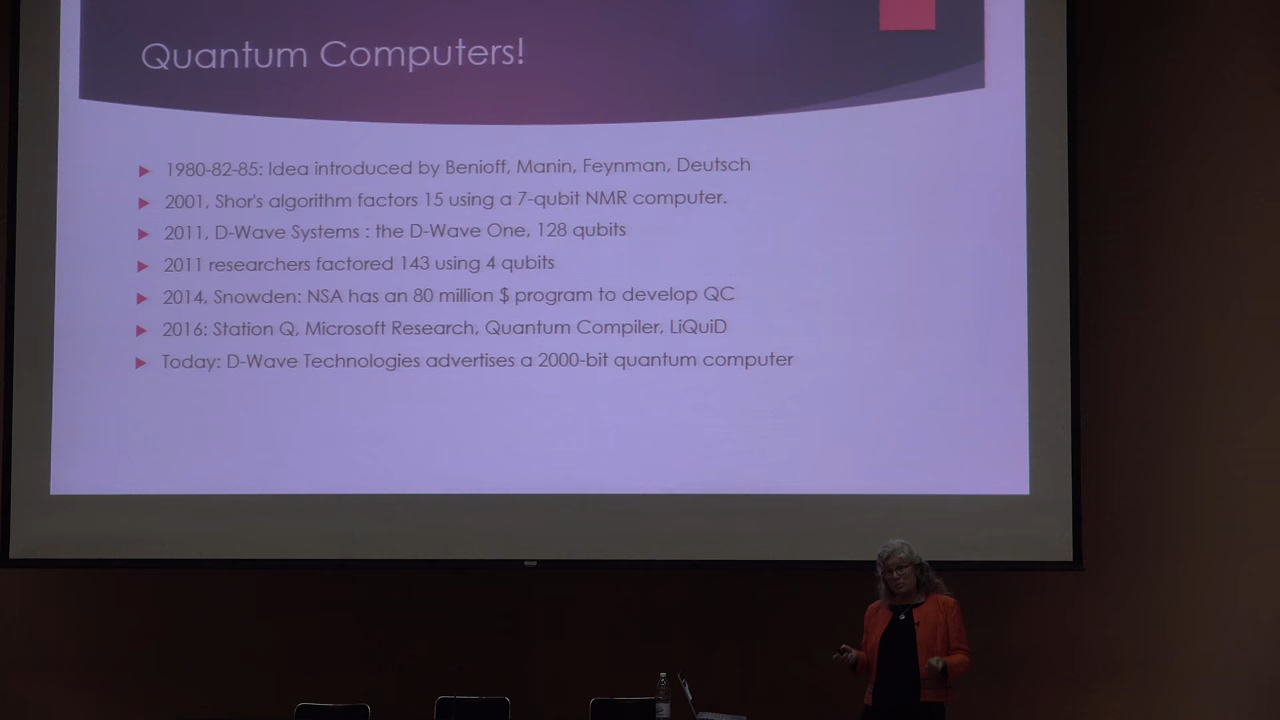 Quantum Computers!
1980-82-85: Idea introduced by Benioff, Manin, Feynman, Deutsch
2001, Shor's algorithm factors 15 using a 7-qubit NMR computer.
2011, D-Wave Systems : the D-Wave One, 128 qubits
2011 researchers factored 143 using 4 qubits
2014, Snowden: NSA has an 80 million $ program to develop QC
2016: Station Q, Microsoft Research, Quantum Compiler, LiQuiD
Today: D-Wave Technologies advertises a 2000-bit quantum computer